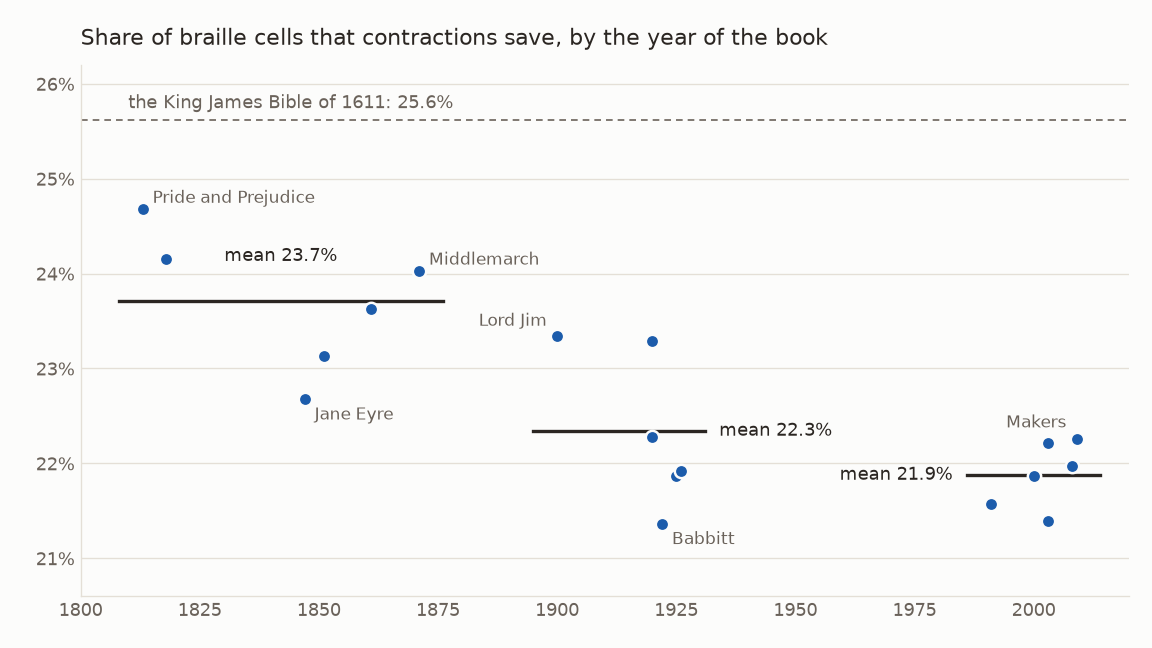 Share of braille cells that contractions save, by the year of the book
26%
the King James Bible of 1611: 25.6%
25%
Pride and Prejudice
mean 23.7%
Middlemarch
24%
Lord Jim
23%
Jane Eyre
Makers
mean 22.3%
22%
mean 21.9%
Babbitt
21%
1800 1825 1850 1875 1900 1925 1950 1975 2000